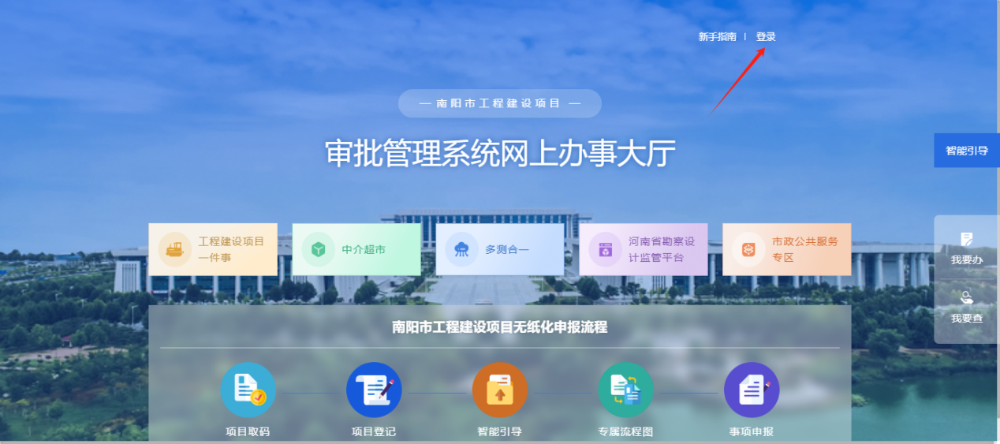 新手指南 | 登录
— 南阳市工程建设项目 —
审批管理系统网上办事大厅
智能引导
工程建设项目
一件事
中介超市
多测合一
河南省勘察设
计监管平台
市政公共服务
专区
我要办
我要查
南阳市工程建设项目无纸化申报流程
项目取码
项目登记
智能引导
专属流程图
事项申报